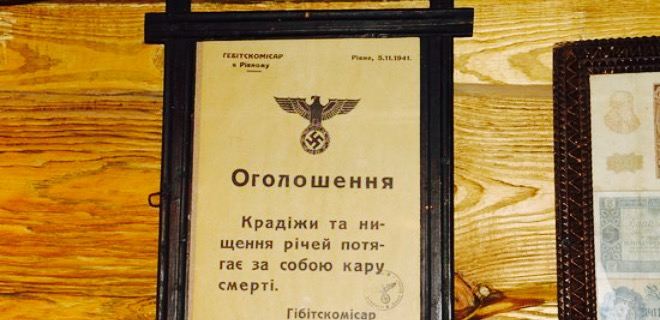 ГЕБІТСКОМІСАР
в Рівному
Рівне, 5.11.1941.
Оголошення
Крадіжи та ни-
щення річей потя-
гає за собою кару
смерті.
Гібітскомісар